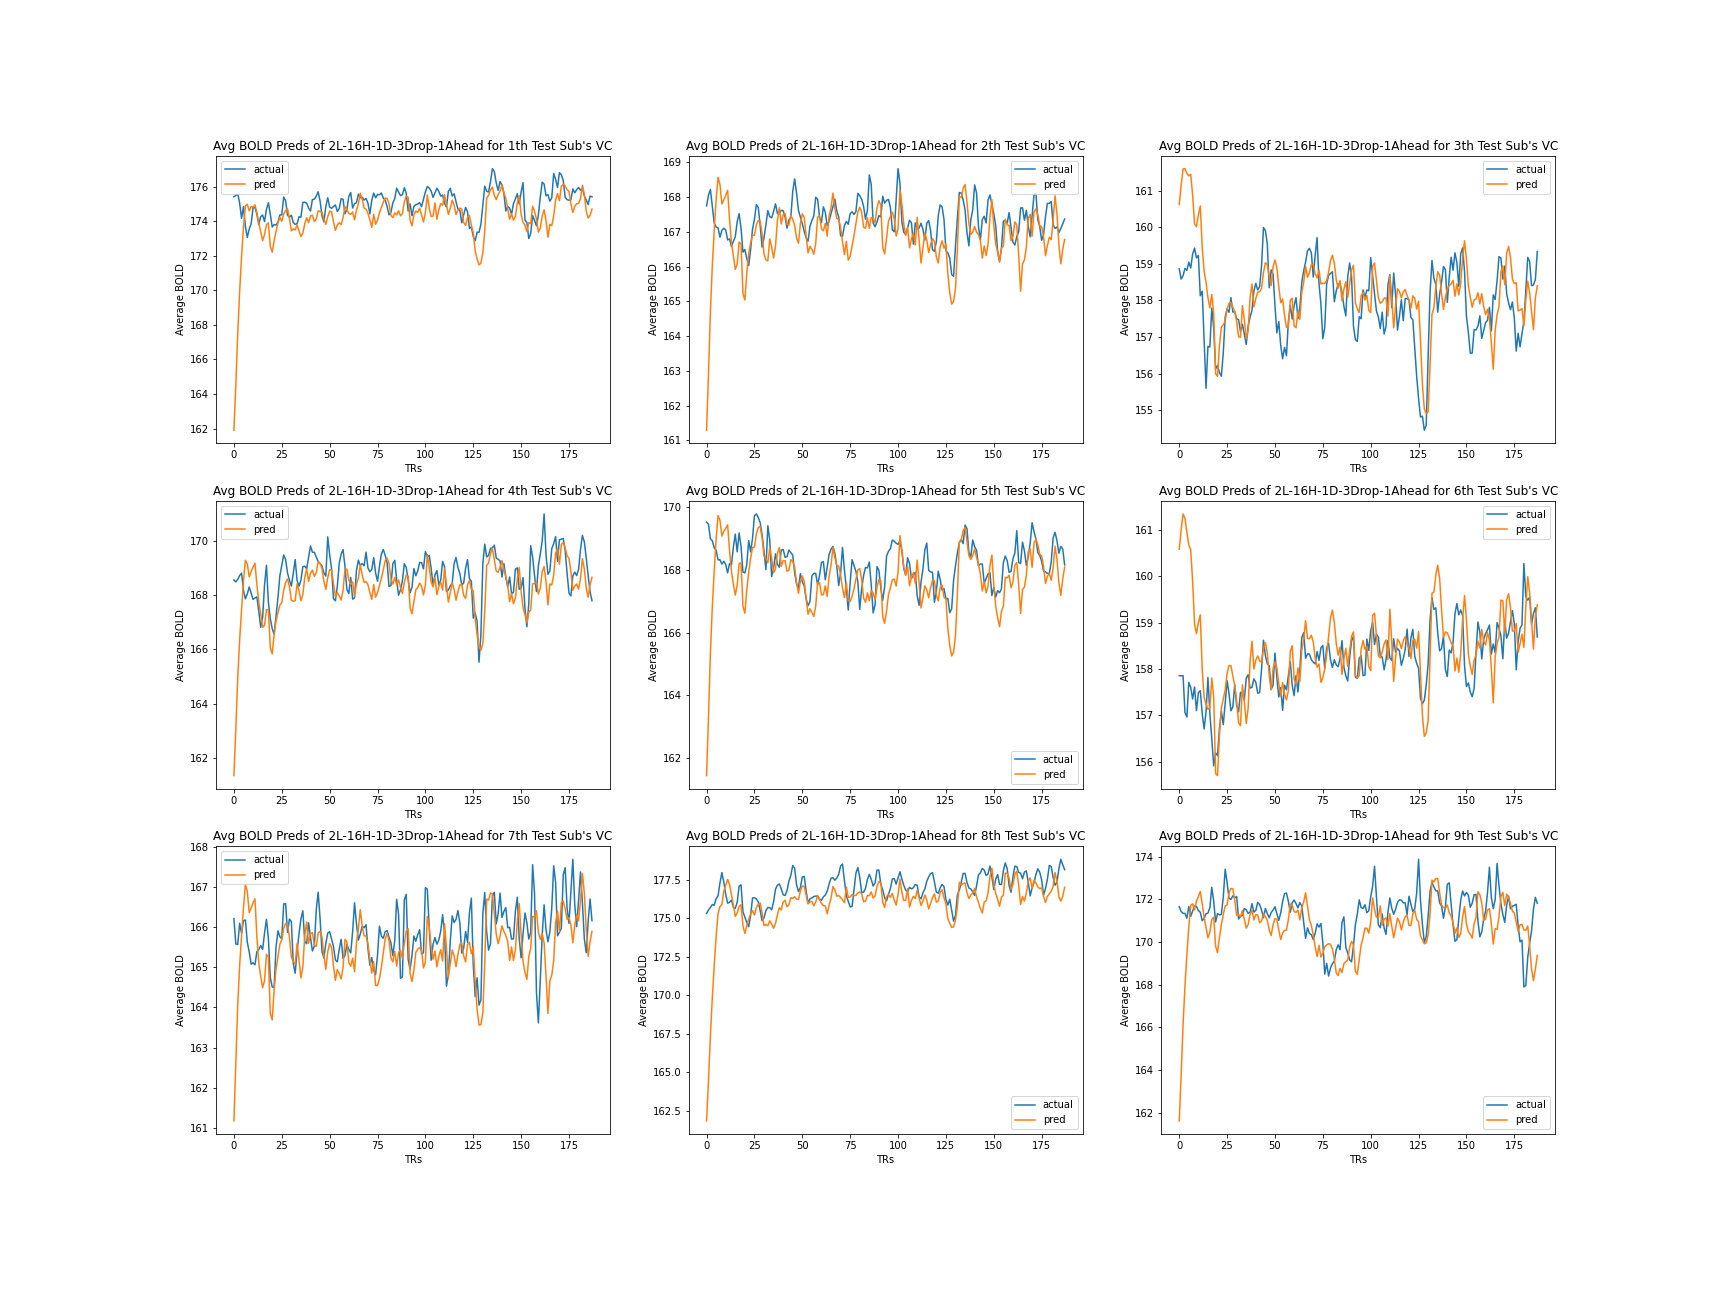 Avg BOLD Preds of 2L-16H-1D-3Drop-1Ahead for 1th Test Sub's VC
actual
pred
176
174
172
170
168
166
164
162
Average BOLD
0 25 50 75 100 125 150 175
TRs
Avg BOLD Preds of 2L-16H-1D-3Drop-1Ahead for 2th Test Sub's VC
actual
pred
169
168
167
166
165
164
163
162
161
Average BOLD
0 25 50 75 100 125 150 175
TRs
Avg BOLD Preds of 2L-16H-1D-3Drop-1Ahead for 3th Test Sub's VC
actual
pred
161
160
159
158
157
156
155
Average BOLD
0 25 50 75 100 125 150 175
TRs
Avg BOLD Preds of 2L-16H-1D-3Drop-1Ahead for 4th Test Sub's VC
actual
pred
170
168
166
164
162
Average BOLD
0 25 50 75 100 125 150 175
TRs
Avg BOLD Preds of 2L-16H-1D-3Drop-1Ahead for 5th Test Sub's VC
170
168
166
164
162
Average BOLD
actual
pred
0 25 50 75 100 125 150 175
TRs
Avg BOLD Preds of 2L-16H-1D-3Drop-1Ahead for 6th Test Sub's VC
actual
pred
161
160
159
158
157
156
Average BOLD
0 25 50 75 100 125 150 175
TRs
Avg BOLD Preds of 2L-16H-1D-3Drop-1Ahead for 7th Test Sub's VC
actual
pred
168
167
166
165
164
163
162
161
Average BOLD
0 25 50 75 100 125 150 175
TRs
Avg BOLD Preds of 2L-16H-1D-3Drop-1Ahead for 8th Test Sub's VC
177.5
175.0
172.5
170.0
167.5
165.0
162.5
Average BOLD
actual
pred
0 25 50 75 100 125 150 175
TRs
Avg BOLD Preds of 2L-16H-1D-3Drop-1Ahead for 9th Test Sub's VC
174
172
170
168
166
164
162
Average BOLD
actual
pred
0 25 50 75 100 125 150 175
TRs